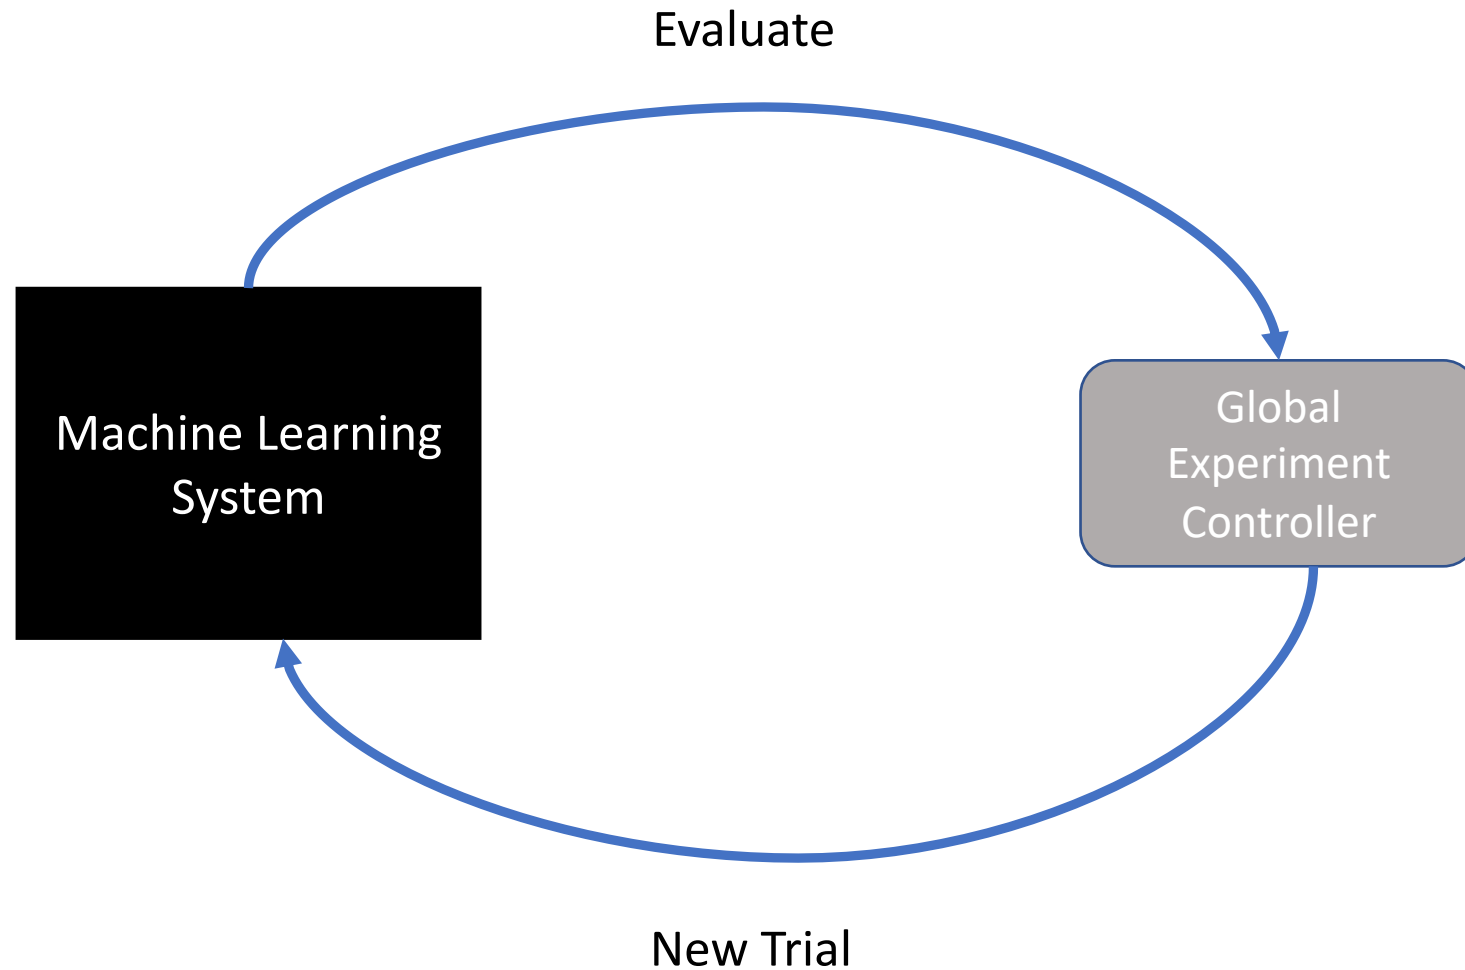 Evaluate
Machine Learning
System
Global
Experiment
Controller
New Trial